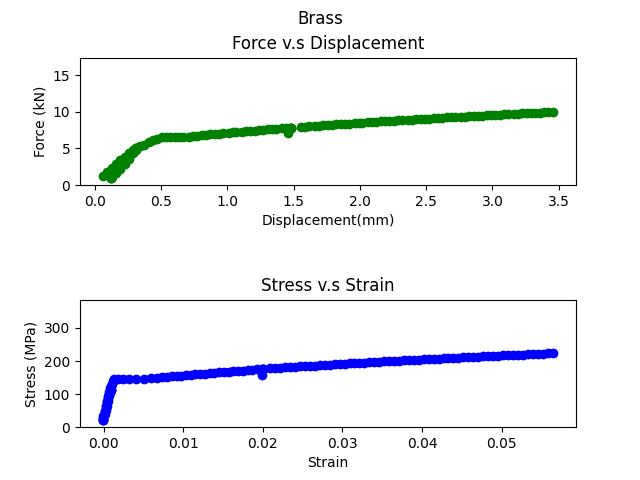 Brass
Force v.s Displacement
15
10
5
0
Force (kN)
0.0 0.5 1.0 1.5 2.0 2.5 3.0 3.5
Displacement(mm)
Stress v.s Strain
300
200
100
0
Stress (MPa)
0.00 0.01 0.02 0.03 0.04 0.05
Strain